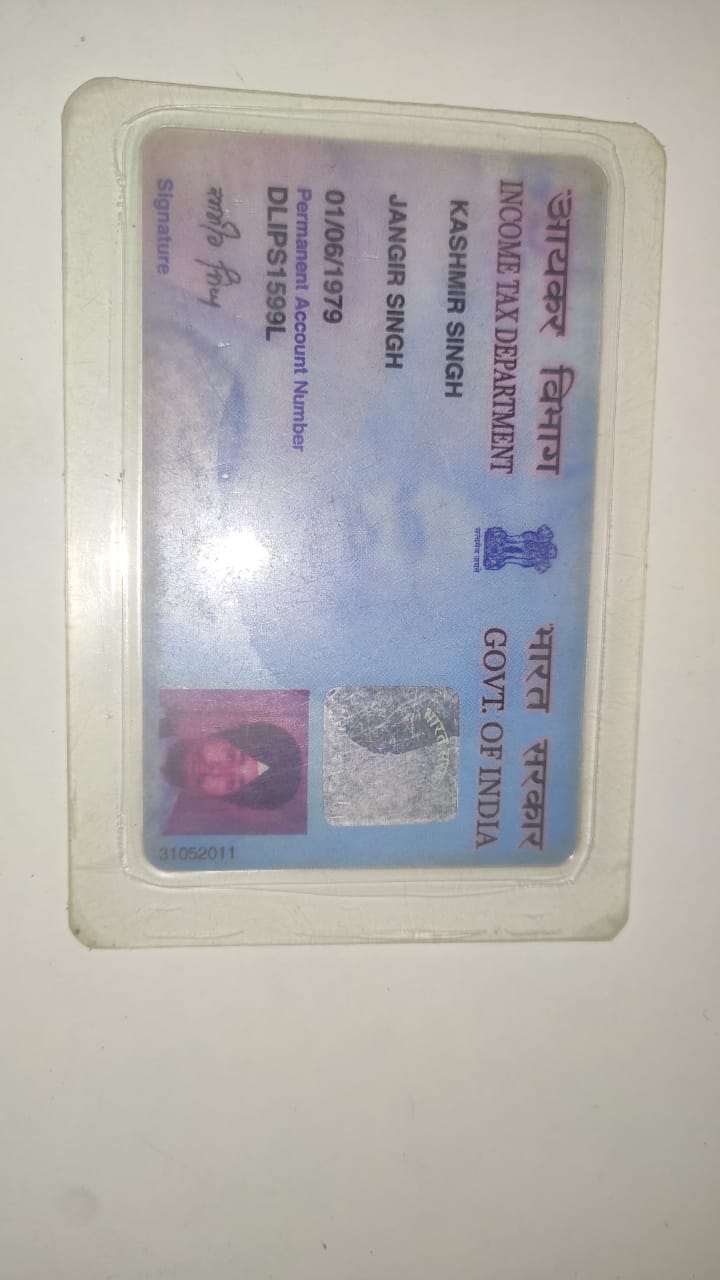 आयकर विभाग
INCOME TAX DEPARTMENT
भारत सरकार
GOVT. OF INDIA
सत्यमेव जयते
KASHMIR SINGH
JANGIR SINGH
01/06/1979
Permanent Account Number
DLIPS1599L
Signature
भारत
31052011